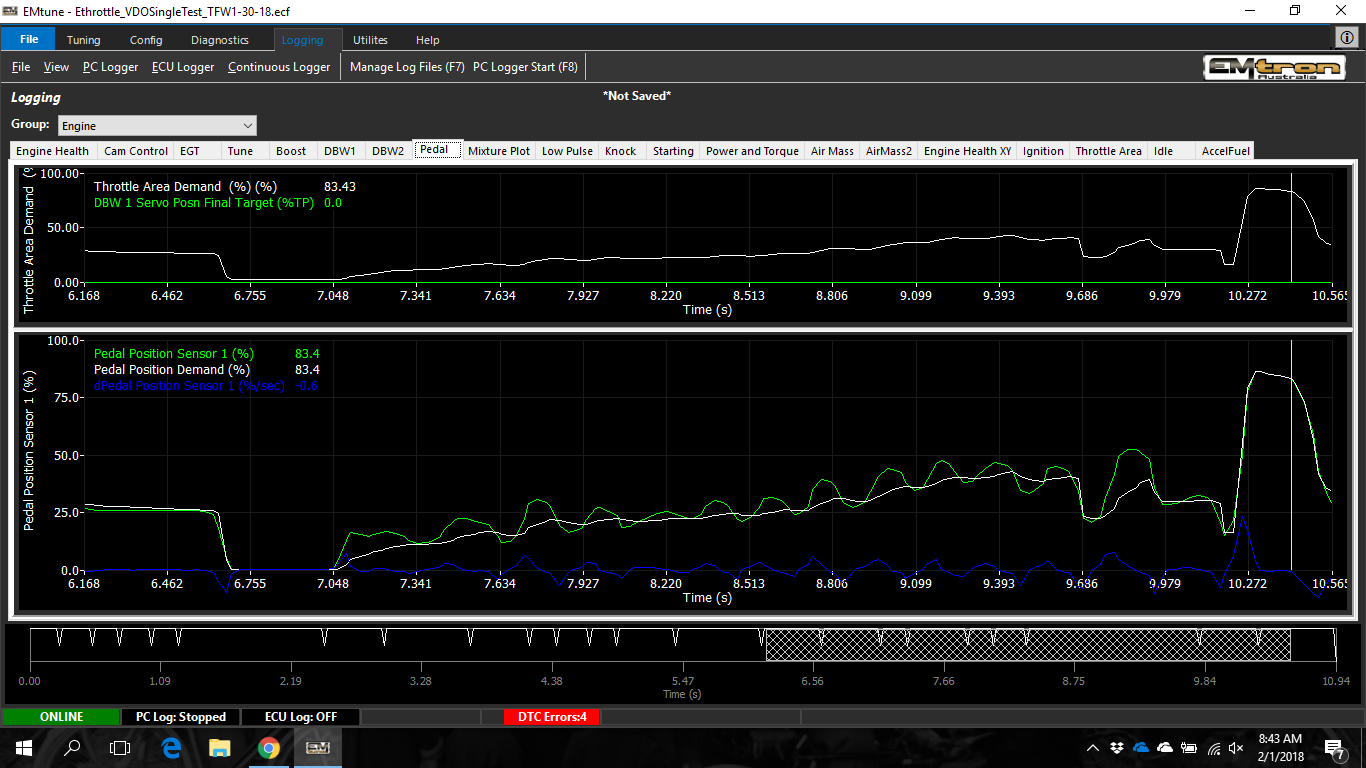 EMtune - Ethrottle_VDOSingleTest_TFW1-30-18.ecf
File Tuning Config Diagnostics Logging Utilites Help
File View PC Logger ECU Logger Continuous Logger Manage Log Files (F7) PC Logger Start (F8)
EMtron
Australia
Logging *Not Saved*
Group: Engine
Engine Health Cam Control EGT Tune Boost DBW1 DBW2 Pedal Mixture Plot Low Pulse Knock Starting Power and Torque Air Mass AirMass2 Engine Health XY Ignition Throttle Area Idle AccelFuel
Throttle Area Demand (%
100.00
50.00
0.00
Throttle Area Demand (%) (%) 83.43
DBW 1 Servo Posn Final Target (%TP) 0.0
6.168 6.462 6.755 7.048 7.341 7.634 7.927 8.220 8.513 8.806 9.099 9.393 9.686 9.979 10.272 10.565
Time (s)
Pedal Position Sensor 1 (%)
100.0
75.0
50.0
25.0
0.0
Pedal Position Sensor 1 (%) 83.4
Pedal Position Demand (%) 83.4
dPedal Position Sensor 1 (%/sec) -0.6
6.168 6.462 6.755 7.048 7.341 7.634 7.927 8.220 8.513 8.806 9.099 9.393 9.686 9.979 10.272 10.565
Time (s)
0.00 1.09 2.19 3.28 4.38 5.47 6.56 7.66 8.75 9.84 10.94
Time (s)
ONLINE PC Log: Stopped ECU Log: OFF DTC Errors:4
EM
8:43 AM
2/1/2018
7